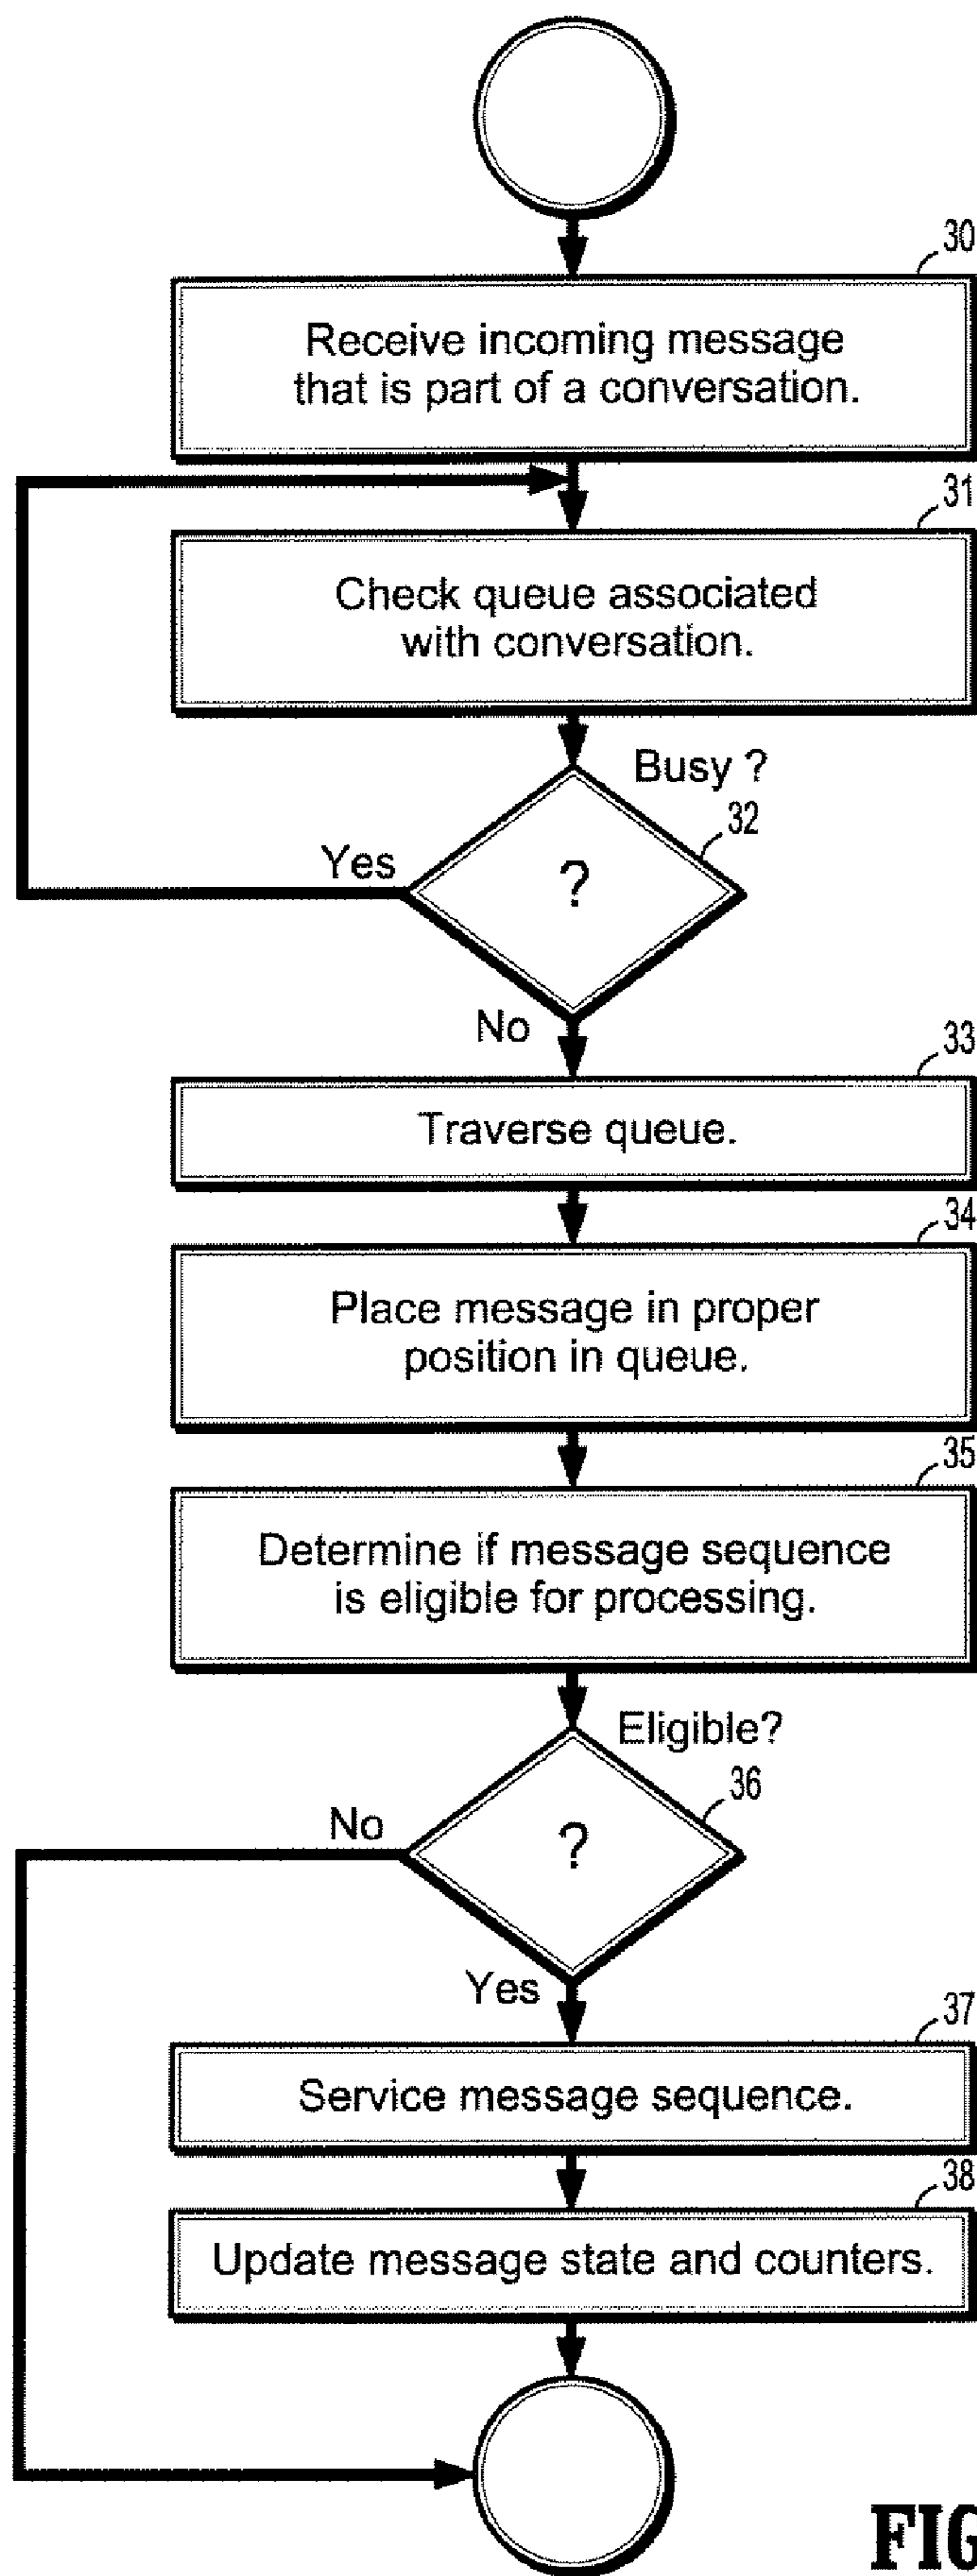 30
Receive incoming message
that is part of a conversation.
31
Check queue associated
with conversation.
Busy ?
32
Yes
?
No
33
Traverse queue.
34
Place message in proper
position in queue.
35
Determine if message sequence
is eligible for processing.
Eligible?
36
No
?
Yes
37
Service message sequence.
38
Update message state and counters.
FIG